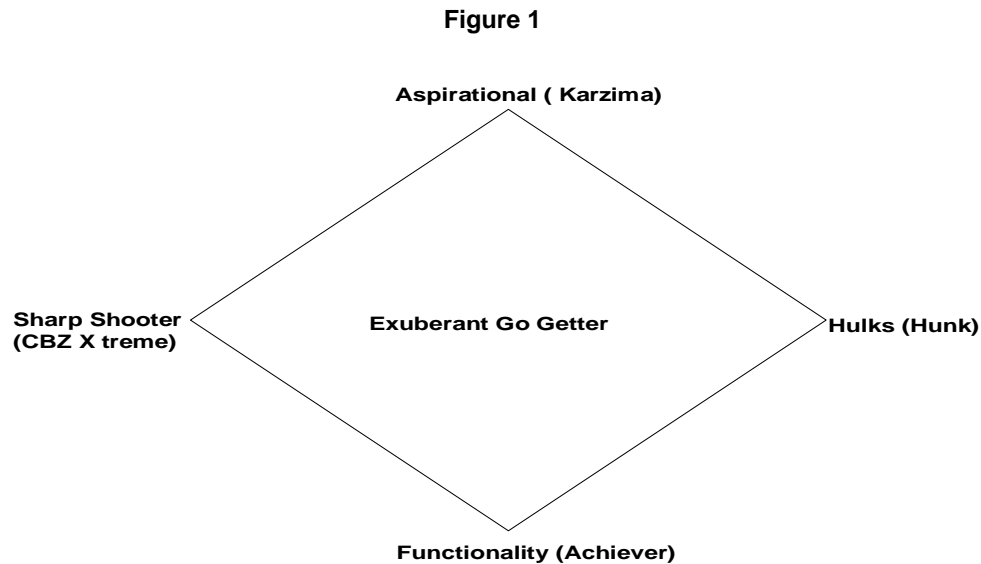 Figure 1
Aspirational ( Karzima)
Sharp Shooter
(CBZ X treme)
Exuberant Go Getter
Hulks (Hunk)
Functionality (Achiever)